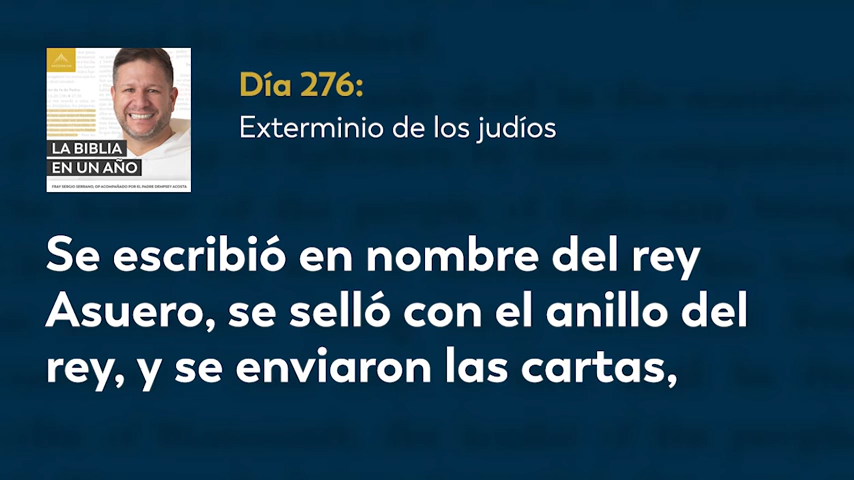 LA BIBLIA
EN UN AÑO
Día 276:
Exterminio de los judíos
Se escribió en nombre del rey
Asuero, se selló con el anillo del
rey, y se enviaron las cartas,